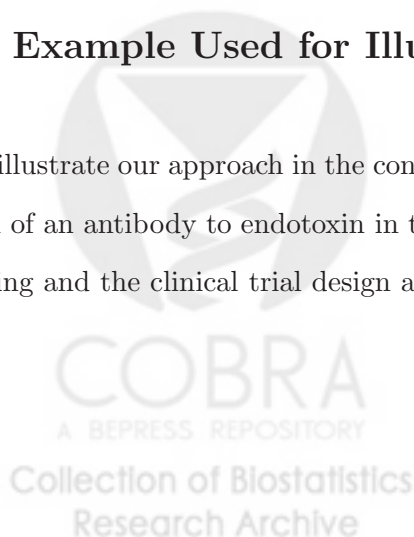 Example Used for Illu
illustrate our approach in the con
of an antibody to endotoxin in t
ing and the clinical trial design a
COBRA
A BEPRESS REPOSITORY
Collection of Biostatistics
Research Archive